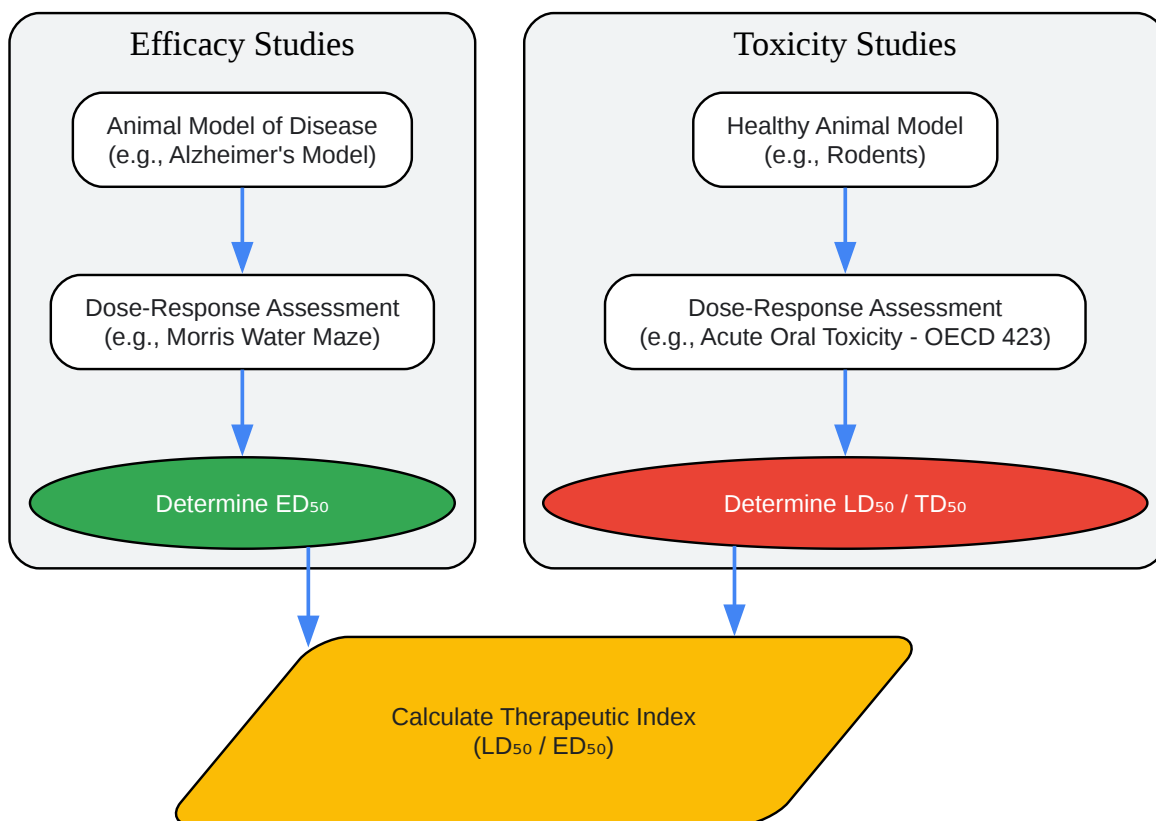 Efficacy Studies
Animal Model of Disease
(e.g., Alzheimer's Model)
Dose-Response Assessment
(e.g., Morris Water Maze)
Determine ED₅₀
Toxicity Studies
Healthy Animal Model
(e.g., Rodents)
Dose-Response Assessment
(e.g., Acute Oral Toxicity - OECD 423)
Determine LD₅₀ / TD₅₀
Calculate Therapeutic Index
(LD₅₀ / ED₅₀)